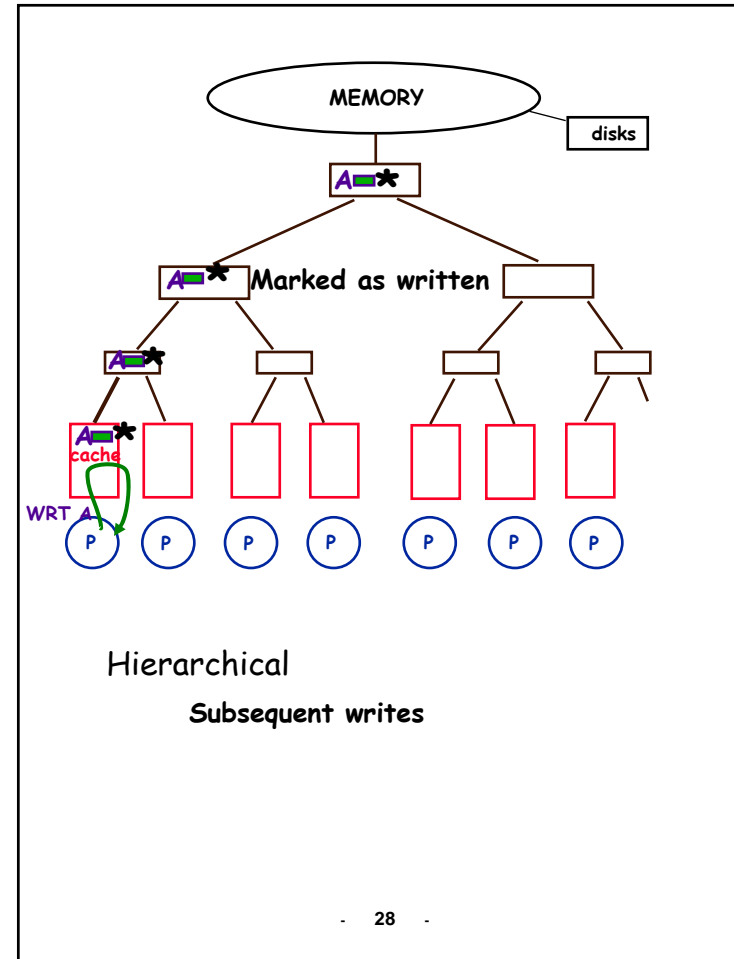 MEMORY
disks
A *
A * Marked as written
A *
A *
cache
WRT A
P P P P P P P
Hierarchical
Subsequent writes
- 28 -